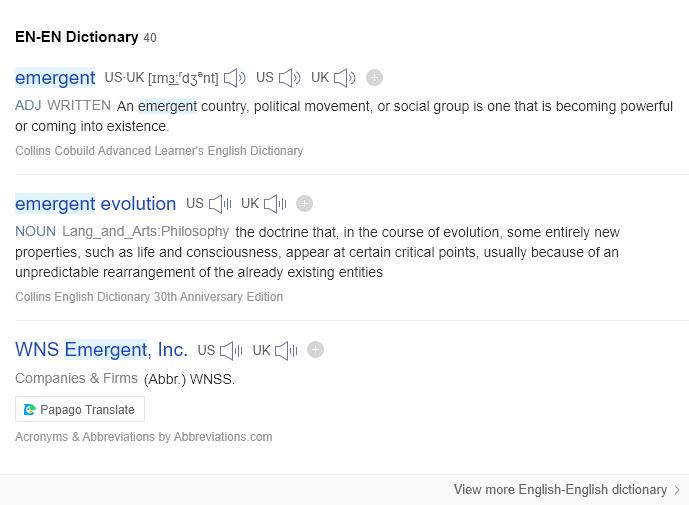 EN-EN Dictionary 40
emergent US·UK [ɪmɜ:ʳdʒᵊnt] US UK
ADJ WRITTEN An emergent country, political movement, or social group is one that is becoming powerful
or coming into existence.
Collins Cobuild Advanced Learner's English Dictionary
emergent evolution US UK
NOUN Lang_and_Arts:Philosophy the doctrine that, in the course of evolution, some entirely new
properties, such as life and consciousness, appear at certain critical points, usually because of an
unpredictable rearrangement of the already existing entities
Collins English Dictionary 30th Anniversary Edition
WNS Emergent, Inc. US UK
Companies & Firms (Abbr.) WNSS.
Papago Translate
Acronyms & Abbreviations by Abbreviations.com
View more English-English dictionary